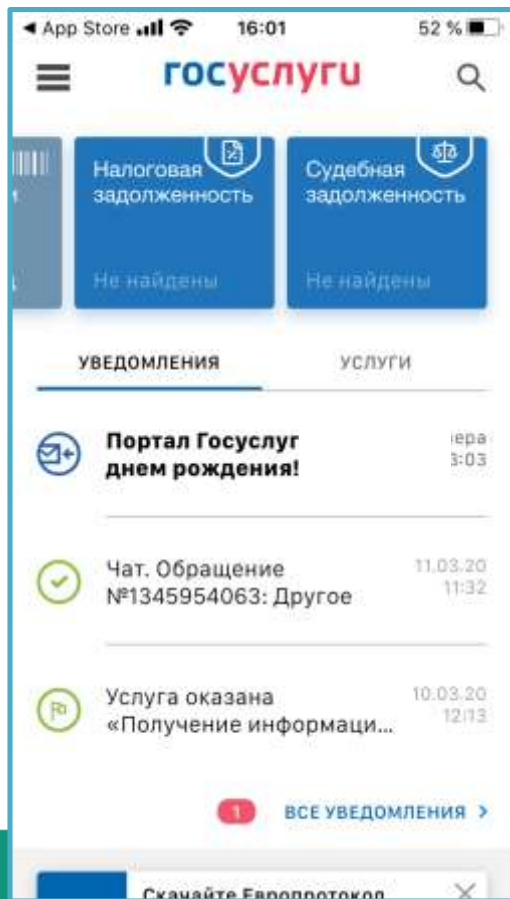 App Store 16:01 52 %
госуслуги
Налоговая задолженность
Не найдены
Судебная задолженность
Не найдены
УВЕДОМЛЕНИЯ УСЛУГИ
Портал Госуслуг
днем рождения!
3:03
Чат. Обращение 11.03.20
№1345954063: Другое 11:32
Услуга оказана 10.03.20
«Получение информаци... 12:13
1 ВСЕ УВЕДОМЛЕНИЯ >
Скачайте Европротокол